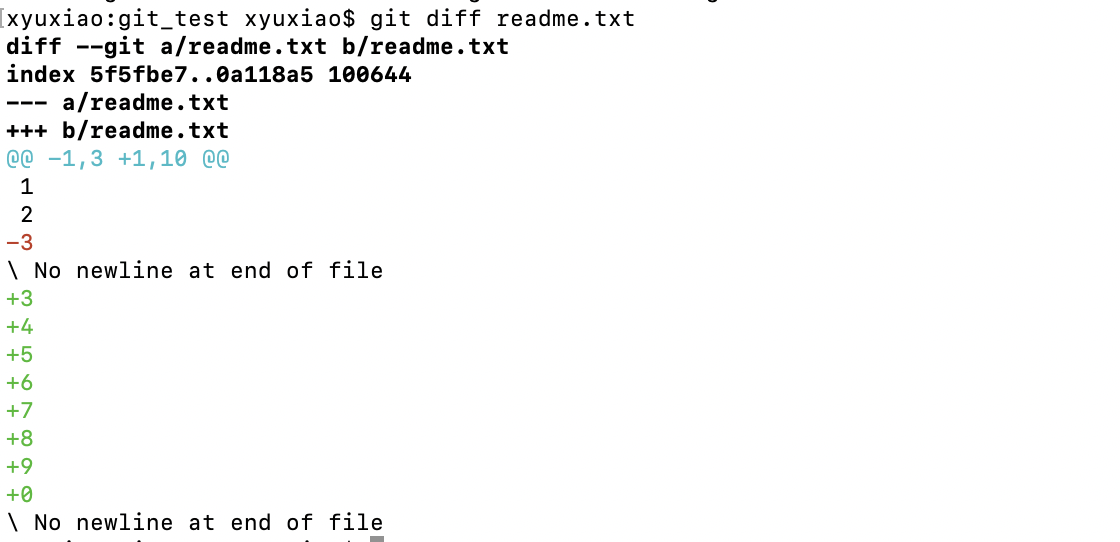 [xyuxiao:git_test xyuxiao$ git diff readme.txt
diff --git a/readme.txt b/readme.txt
index 5f5fbe7..0a118a5 100644
--- a/readme.txt
+++ b/readme.txt
@@ -1,3 +1,10 @@
 1
 2
-3
\ No newline at end of file
+3
+4
+5
+6
+7
+8
+9
+0
\ No newline at end of file